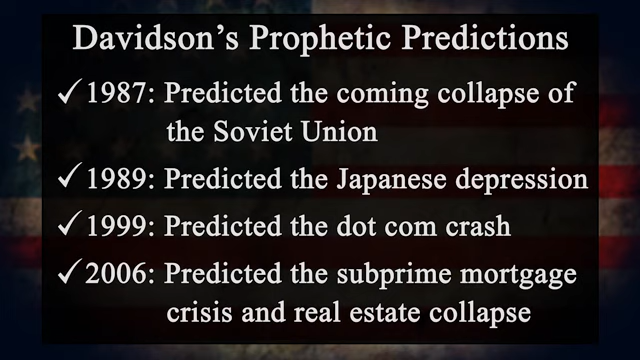 Davidson’s Prophetic Predictions
✓1987: Predicted the coming collapse of
the Soviet Union
✓1989: Predicted the Japanese depression
✓1999: Predicted the dot com crash
✓2006: Predicted the subprime mortgage
crisis and real estate collapse